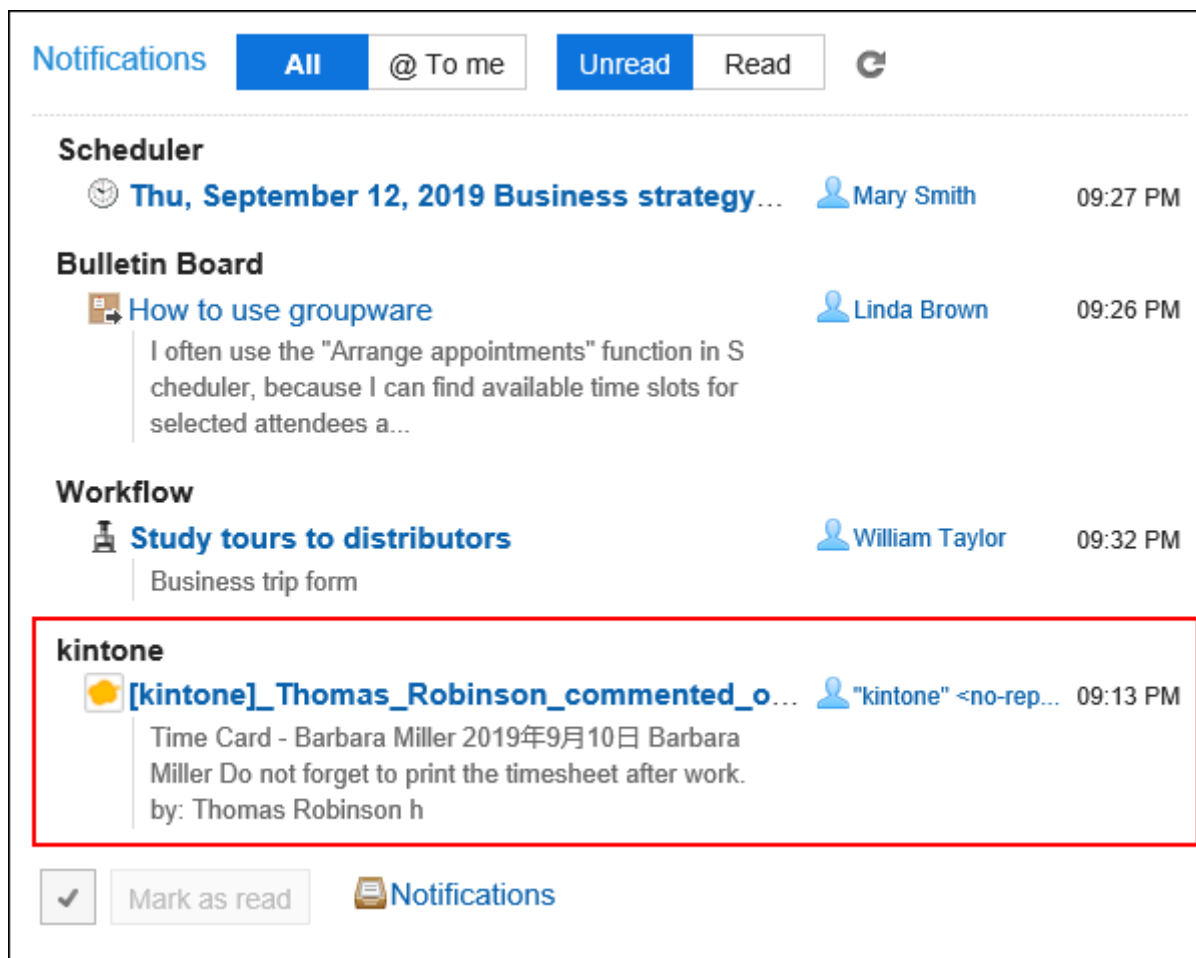 Notifications All @ To me Unread Read
Scheduler
Thu, September 12, 2019 Business strategy... Mary Smith 09:27 PM
Bulletin Board
How to use groupware Linda Brown 09:26 PM
I often use the "Arrange appointments" function in S
cheduler, because I can find available time slots for
selected attendees a...
Workflow
Study tours to distributors William Taylor 09:32 PM
Business trip form
kintone
[kintone]_Thomas_Robinson_commented_o... "kintone" <no-rep... 09:13 PM
Time Card - Barbara Miller 2019年9月10日 Barbara
Miller Do not forget to print the timesheet after work.
by: Thomas Robinson h
Mark as read Notifications